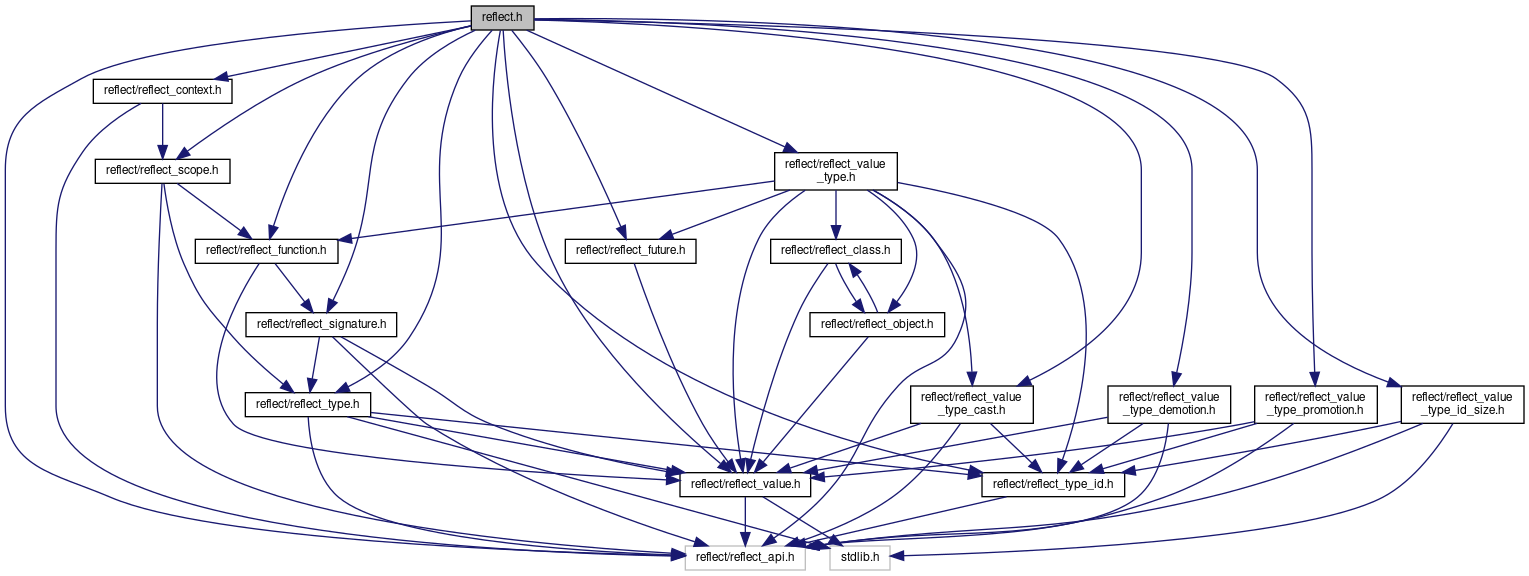 reflect.h
reflect/reflect_context.h
reflect/reflect_scope.h
reflect/reflect_value
_type.h
reflect/reflect_function.h
reflect/reflect_future.h
reflect/reflect_class.h
reflect/reflect_signature.h
reflect/reflect_object.h
reflect/reflect_type.h
reflect/reflect_value
_type_cast.h
reflect/reflect_value
_type_demotion.h
reflect/reflect_value
_type_promotion.h
reflect/reflect_value
_type_id_size.h
reflect/reflect_value.h
reflect/reflect_type_id.h
reflect/reflect_api.h
stdlib.h